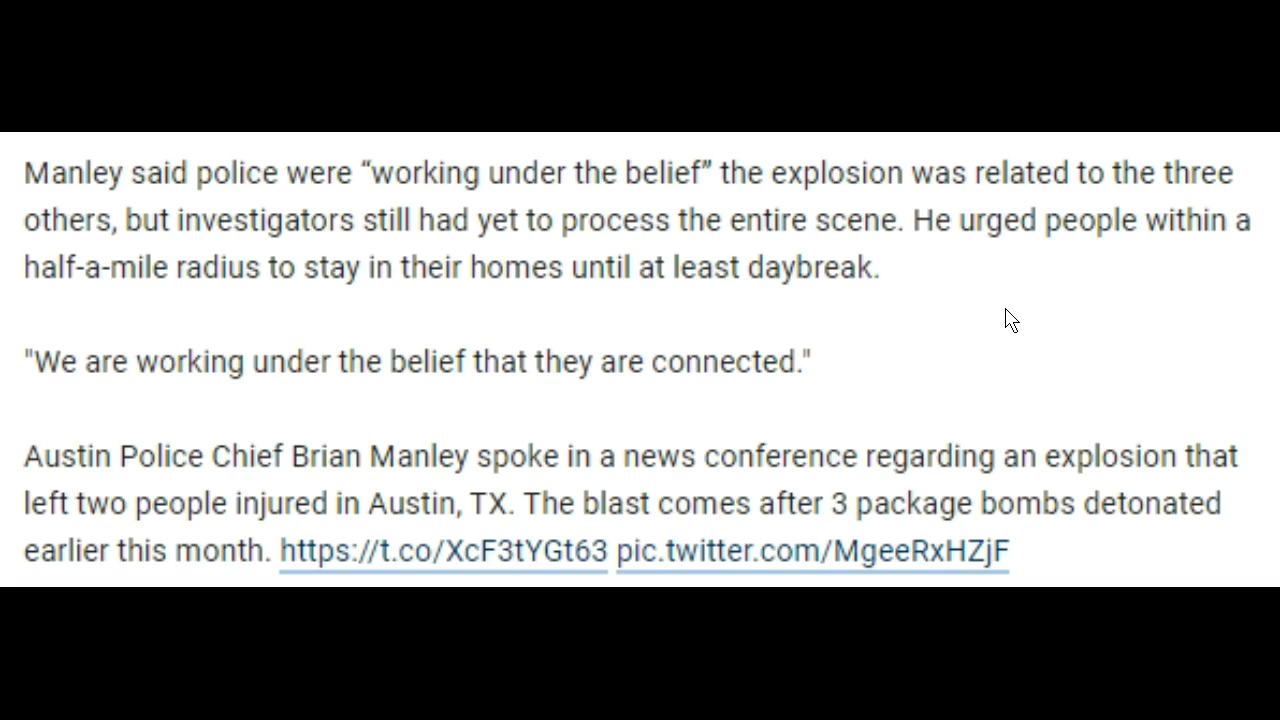 Manley said police were “working under the belief” the explosion was related to the three
others, but investigators still had yet to process the entire scene. He urged people within a
half-a-mile radius to stay in their homes until at least daybreak.
"We are working under the belief that they are connected."
Austin Police Chief Brian Manley spoke in a news conference regarding an explosion that
left two people injured in Austin, TX. The blast comes after 3 package bombs detonated
earlier this month. https://t.co/XcF3tYGt63 pic.twitter.com/MgeeRxHZjF